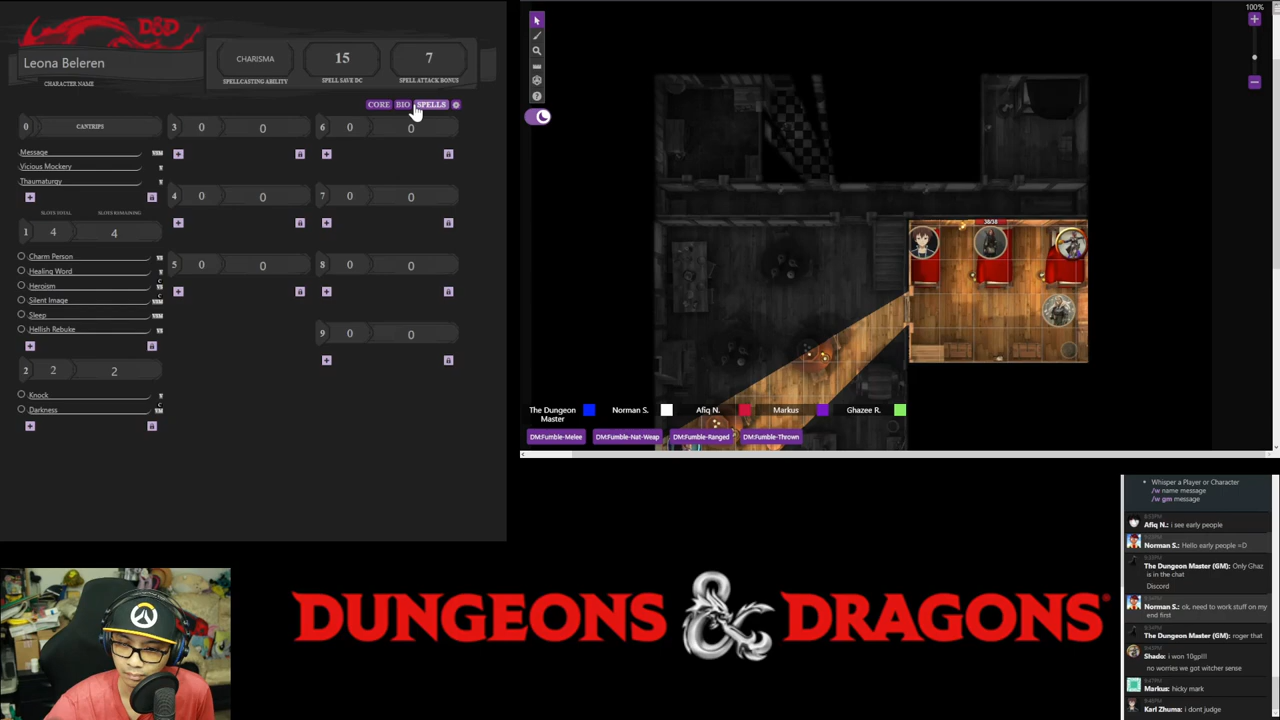 D&D
Leona Beleren
CHARACTER NAME
CHARISMA
SPELLCASTING ABILITY
15
SPELL SAVE DC
7
SPELL ATTACK BONUS
CORE BIO SPELLS
0 CANTRIPS
Message
Vicious Mockery
Thaumaturgy
SLOTS TOTAL SLOTS REMAINING
1 4 4
Charm Person
Healing Word
Heroism
Silent Image
Sleep
Hellish Rebuke
2 2 2
Knock
Darkness
3 0 0
4 0 0
5 0 0
6 0 0
7 0 0
8 0 0
9 0 0
100%
38/38
The Dungeon Master
Norman S.
Afiq N.
Markus
Ghazee R.
DM:Fumble-Melee
DM:Fumble-Nat-Weap
DM:Fumble-Ranged
DM:Fumble-Thrown
Whisper a Player or Character
/w name message
/w gm message
Afiq N.: i see early people
Norman S.: Hello early people =D
The Dungeon Master (GM): Only Ghaz
is in the chat
Discord
Norman S.: ok, need to work stuff on my
end first
The Dungeon Master (GM): roger that
Shado: i won 10gp!!!
no worries we got witcher sense
Markus: hicky mark
Karl Zhuma: i dont judge
DUNGEONS & DRAGONS®